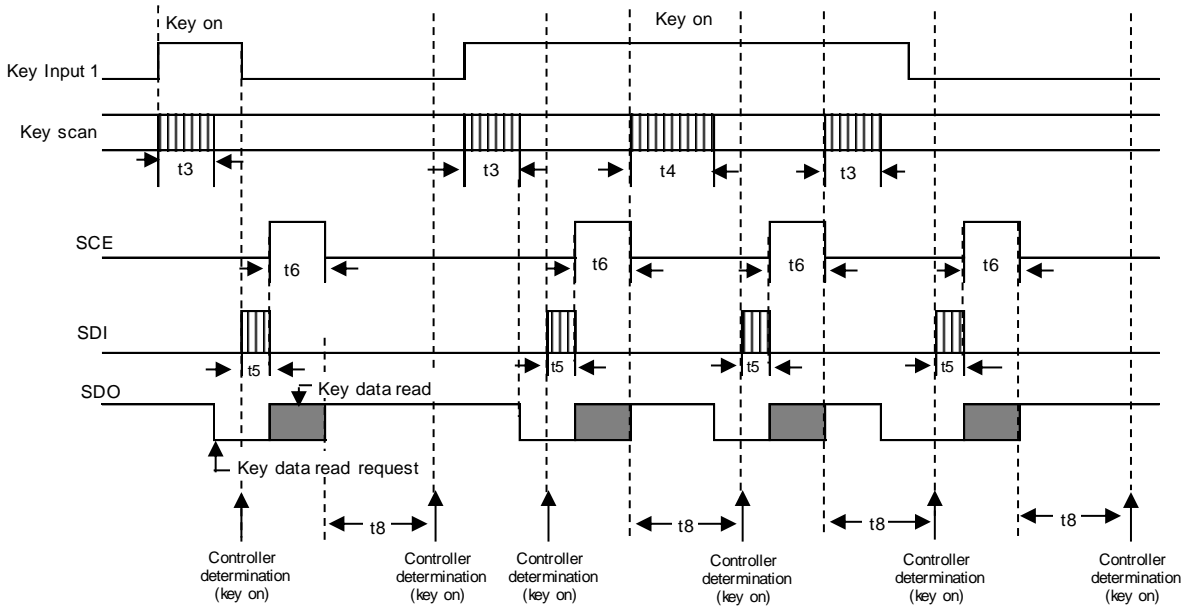 Key on
Key on
Key Input 1
Key scan
t3
t3
t4
t3
SCE
t6
t6
t6
t6
SDI
t5
t5
t5
t5
SDO
Key data read
Key data read request
t8
t8
t8
t8
Controller
determination
(key on)
Controller
determination
(key on)
Controller
determination
(key on)
Controller
determination
(key on)
Controller
determination
(key on)
Controller
determination
(key on)